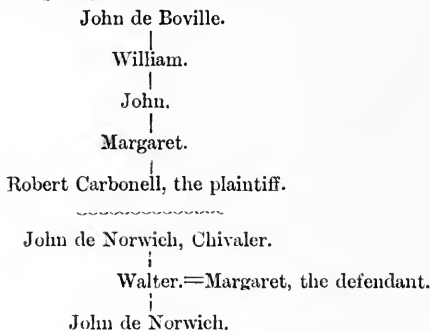 John de Boville.
William.
John.
Margaret.
Robert Carbonell, the plaintiff.
John de Norwich, Chivaler.
Walter.=Margaret, the defendant.
John de Norwich.